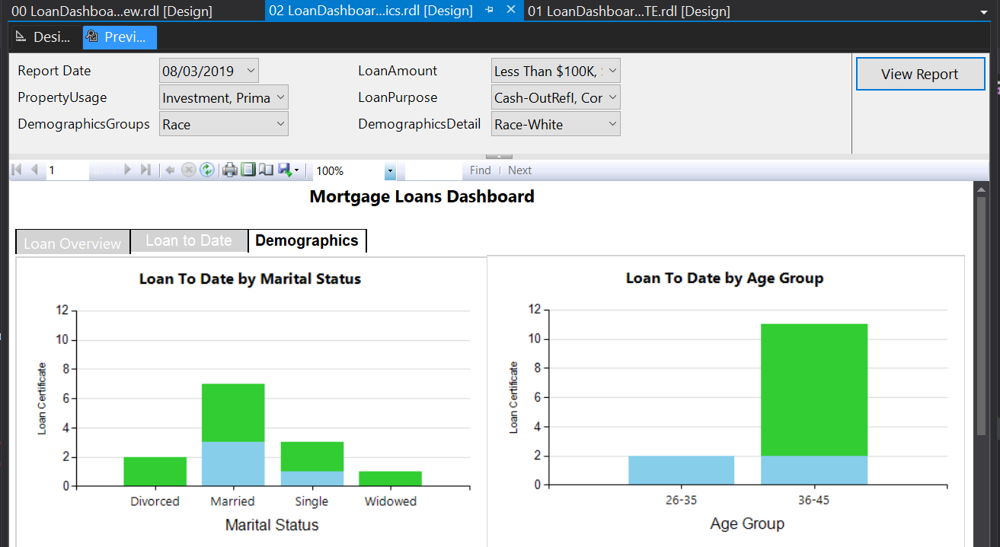 00 LoanDashboa...ew.rdl [Design] 02 LoanDashboar...ics.rdl [Design] 01 LoanDashboar...TE.rdl [Design]
Desi... Previ...
Report Date 08/03/2019 LoanAmount Less Than $100K, View Report
PropertyUsage Investment, Prima LoanPurpose Cash-OutRefI, Cor
DemographicsGroups Race DemographicsDetail Race-White
1 100% Find | Next
Mortgage Loans Dashboard
Loan Overview Loan to Date Demographics
Loan To Date by Marital Status
12
10
8
6
4
2
0
Loan Certificate
Divorced Married Single Widowed
Marital Status
Loan To Date by Age Group
12
10
8
6
4
2
0
Loan Certificate
26-35 36-45
Age Group